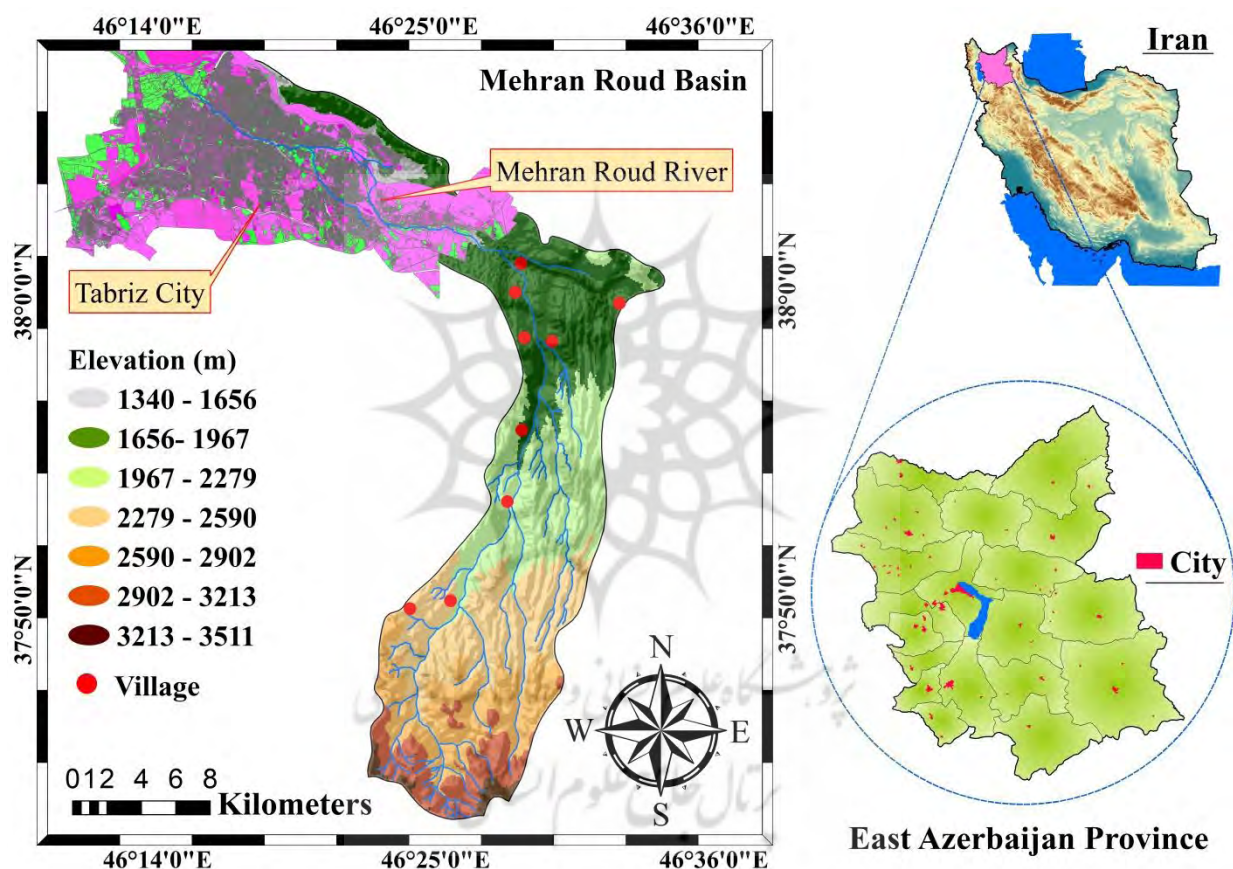 46°14'0"E
46°25'0"E
46°36'0"E
Mehran Roud Basin
Mehran Roud River
Tabriz City
38°0'0"N
38°0'0"N
Elevation (m)
1340 - 1656
1656- 1967
1967 - 2279
2279 - 2590
2590 - 2902
2902 - 3213
3213 - 3511
Village
37°50'0"N
37°50'0"N
N
W
E
S
012 4 6 8
Kilometers
46°14'0"E
46°25'0"E
46°36'0"E
Iran
City
East Azerbaijan Province